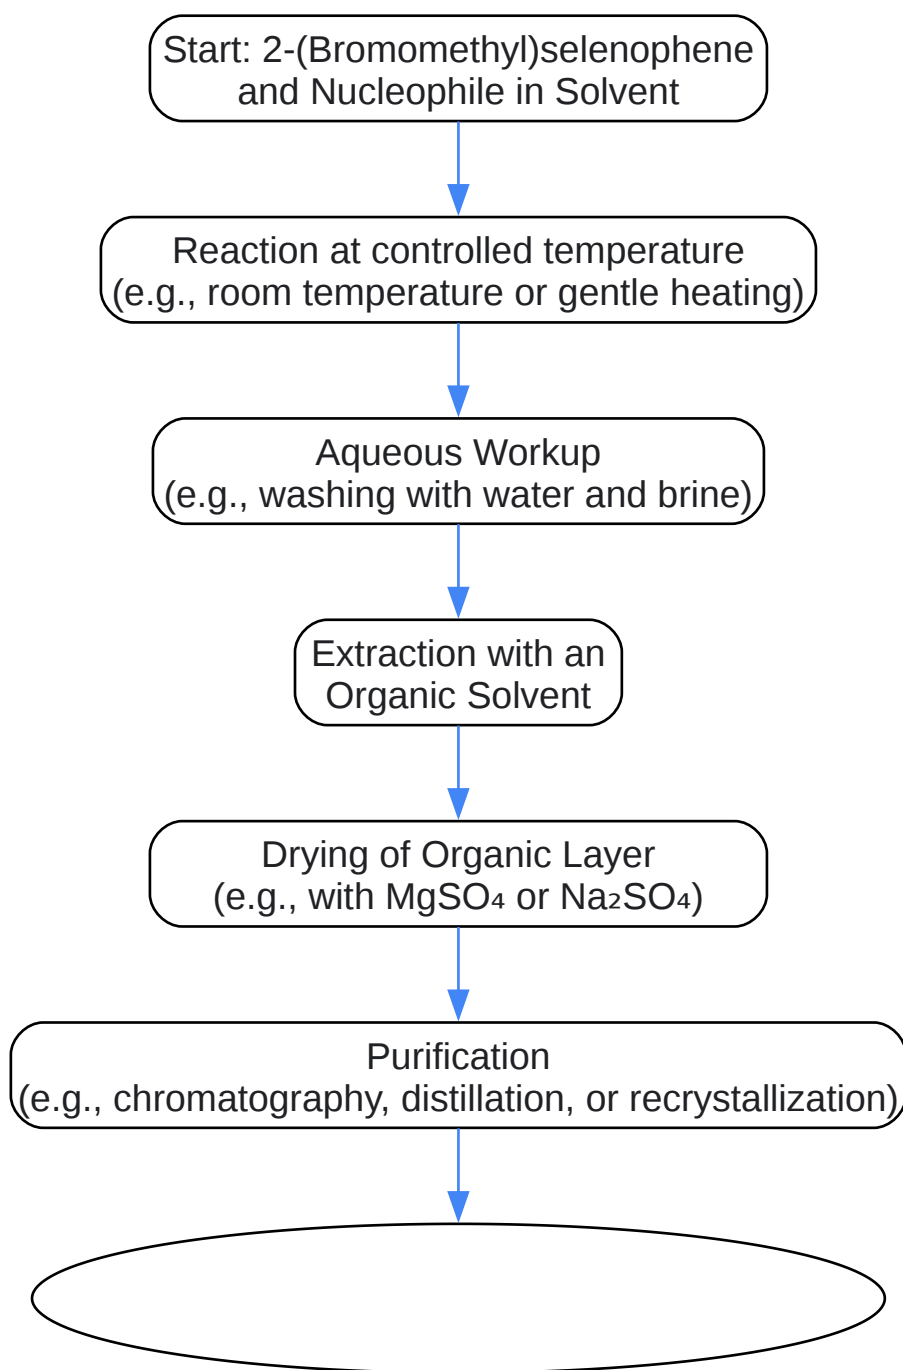 Start: 2-(Bromomethyl)selenophene
and Nucleophile in Solvent
Reaction at controlled temperature
(e.g., room temperature or gentle heating)
Aqueous Workup
(e.g., washing with water and brine)
Extraction with an
Organic Solvent
Drying of Organic Layer
(e.g., with MgSO₄ or Na₂SO₄)
Purification
(e.g., chromatography, distillation, or recrystallization)